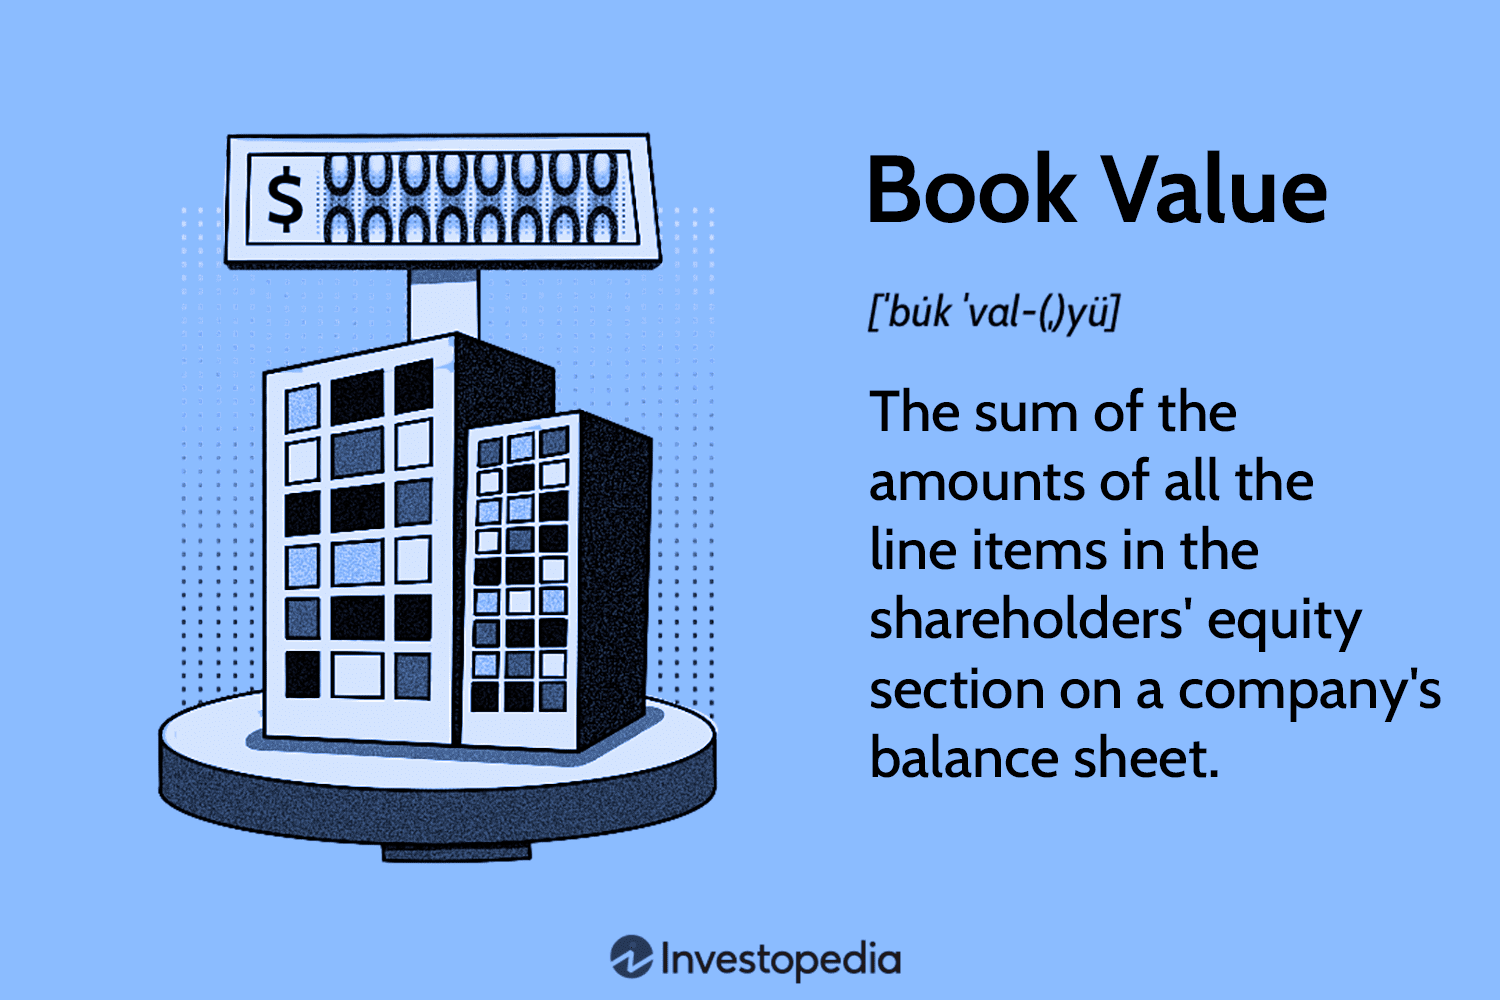 $
Book Value
['bu̇k 'val-(ˌ)yü]
The sum of the
amounts of all the
line items in the
shareholders' equity
section on a company's
balance sheet.
Investopedia